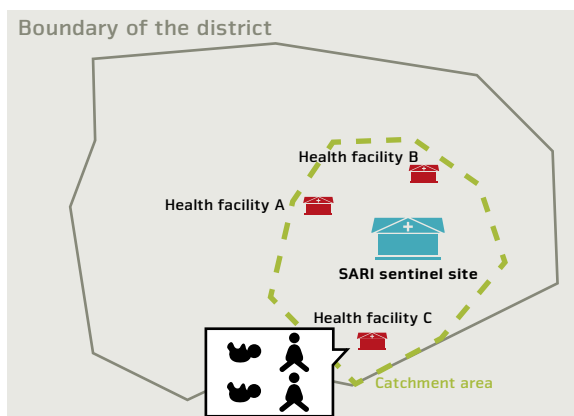 Boundary of the district
Health facility B
Health facility A
SARI sentinel site
Health facility C
Catchment area